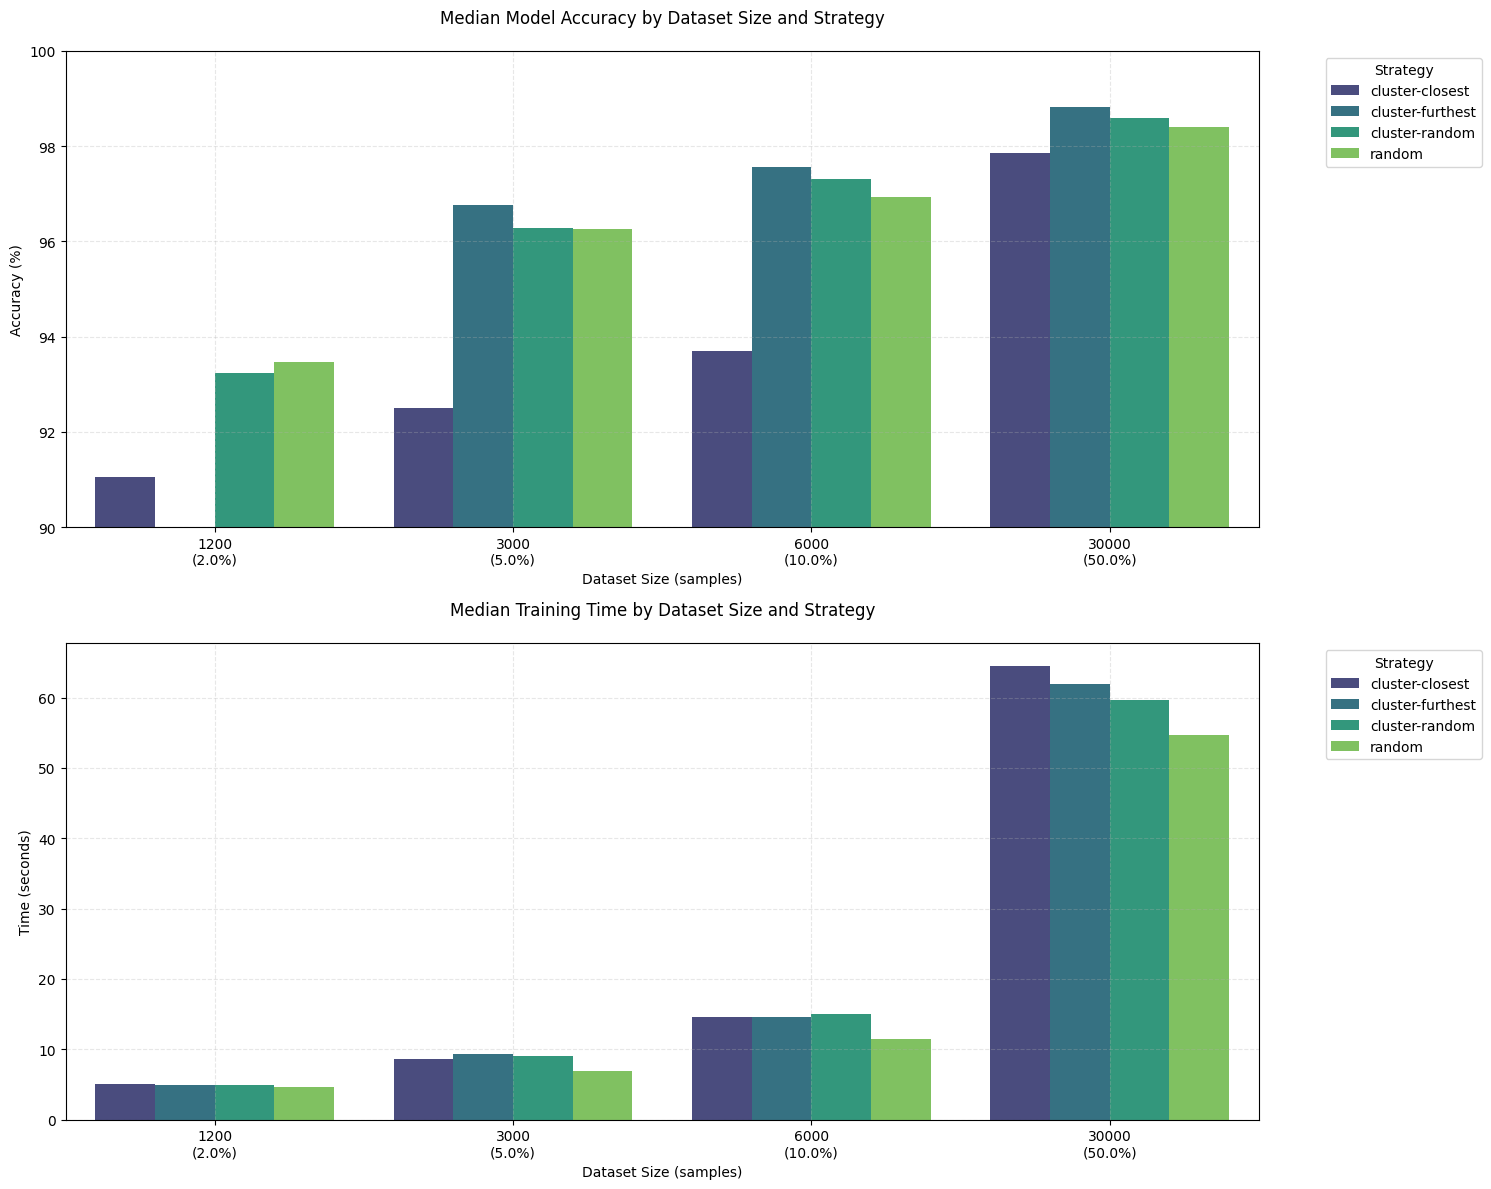 Median Model Accuracy by Dataset Size and Strategy
Accuracy (%)
100
98
96
94
92
90
1200
(2.0%)
3000
(5.0%)
6000
(10.0%)
30000
(50.0%)
Dataset Size (samples)
Strategy
cluster-closest
cluster-furthest
cluster-random
random
Median Training Time by Dataset Size and Strategy
Time (seconds)
60
50
40
30
20
10
0
1200
(2.0%)
3000
(5.0%)
6000
(10.0%)
30000
(50.0%)
Dataset Size (samples)
Strategy
cluster-closest
cluster-furthest
cluster-random
random